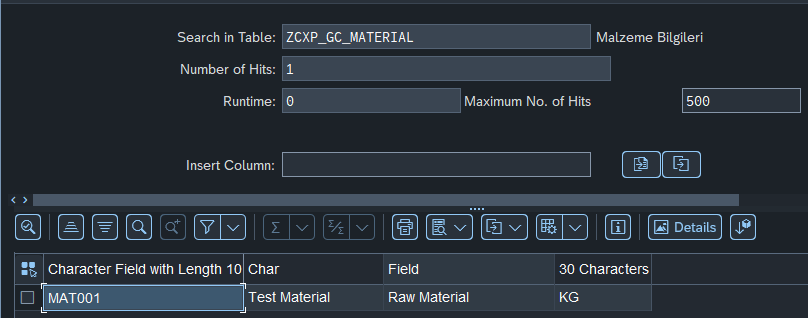 Search in Table: ZCXP_GC_MATERIAL Malzeme Bilgileri
Number of Hits: 1
Runtime: 0 Maximum No. of Hits 500
Insert Column:
Details
Character Field with Length 10 Char Field 30 Characters
MAT001 Test Material Raw Material KG